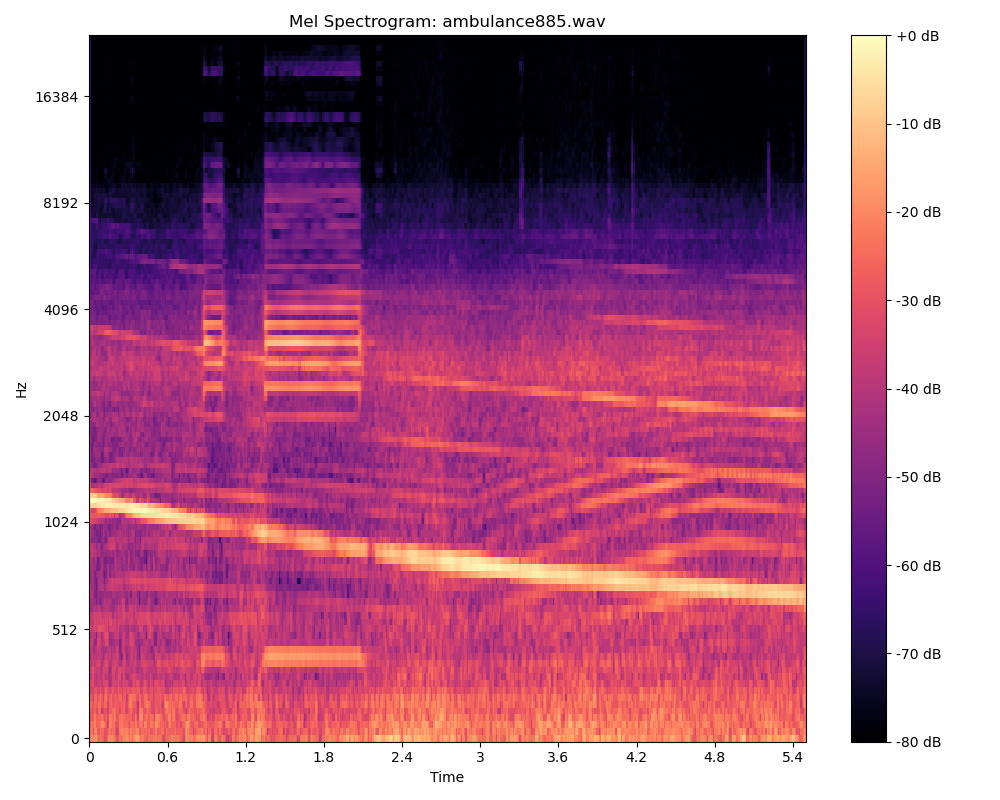 Mel Spectrogram: ambulance885.wav
Hz
16384
8192
4096
2048
1024
512
0
0 0.6 1.2 1.8 2.4 3 3.6 4.2 4.8 5.4
Time
+0 dB
-10 dB
-20 dB
-30 dB
-40 dB
-50 dB
-60 dB
-70 dB
-80 dB